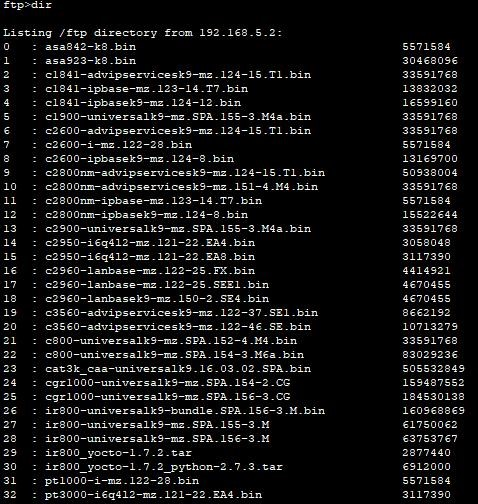 ftp>dir
Listing /ftp directory from 192.168.5.2:
0 : asa842-k8.bin 5571584
1 : asa923-k8.bin 30468096
2 : c1841-advipservicesk9-mz.124-15.T1.bin 33591768
3 : c1841-ipbase-mz.123-14.T7.bin 13832032
4 : c1841-ipbasek9-mz.124-12.bin 16599160
5 : c1900-universalk9-mz.SPA.155-3.M4a.bin 33591768
6 : c2600-advipservicesk9-mz.124-15.T1.bin 33591768
7 : c2600-i-mz.122-28.bin 5571584
8 : c2600-ipbasek9-mz.124-8.bin 13169700
9 : c2800nm-advipservicesk9-mz.124-15.T1.bin 50938004
10 : c2800nm-advipservicesk9-mz.151-4.M4.bin 33591768
11 : c2800nm-ipbase-mz.123-14.T7.bin 5571584
12 : c2800nm-ipbasek9-mz.124-8.bin 15522644
13 : c2900-universalk9-mz.SPA.155-3.M4a.bin 33591768
14 : c2950-i6q4l2-mz.121-22.EA4.bin 3058048
15 : c2950-i6q4l2-mz.121-22.EA8.bin 3117390
16 : c2960-lanbase-mz.122-25.FX.bin 4414921
17 : c2960-lanbase-mz.122-25.SEE1.bin 4670455
18 : c2960-lanbasek9-mz.150-2.SE4.bin 4670455
19 : c3560-advipservicesk9-mz.122-37.SE1.bin 8662192
20 : c3560-advipservicesk9-mz.122-46.SE.bin 10713279
21 : c800-universalk9-mz.SPA.152-4.M4.bin 33591768
22 : c800-universalk9-mz.SPA.154-3.M6a.bin 83029236
23 : cat3k_caa-universalk9.16.03.02.SPA.bin 505532849
24 : cgr1000-universalk9-mz.SPA.154-2.CG 159487552
25 : cgr1000-universalk9-mz.SPA.156-3.CG 184530138
26 : ir800-universalk9-bundle.SPA.156-3.M.bin 160968869
27 : ir800-universalk9-mz.SPA.155-3.M 61750062
28 : ir800-universalk9-mz.SPA.156-3.M 63753767
29 : ir800_yocto-1.7.2.tar 2877440
30 : ir800_yocto-1.7.2_python-2.7.3.tar 6912000
31 : pt1000-i-mz.122-28.bin 5571584
32 : pt3000-i6q4l2-mz.121-22.EA4.bin 3117390